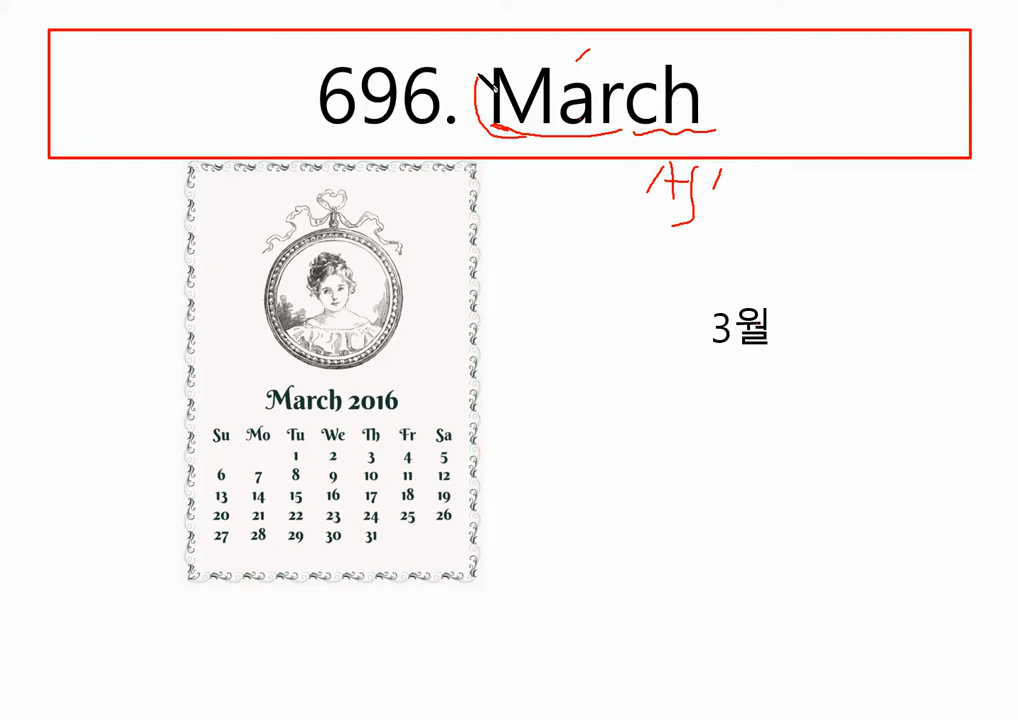 696. March
3월
March 2016
Su Mo Tu We Th Fr Sa
1 2 3 4 5
6 7 8 9 10 11 12
13 14 15 16 17 18 19
20 21 22 23 24 25 26
27 28 29 30 31